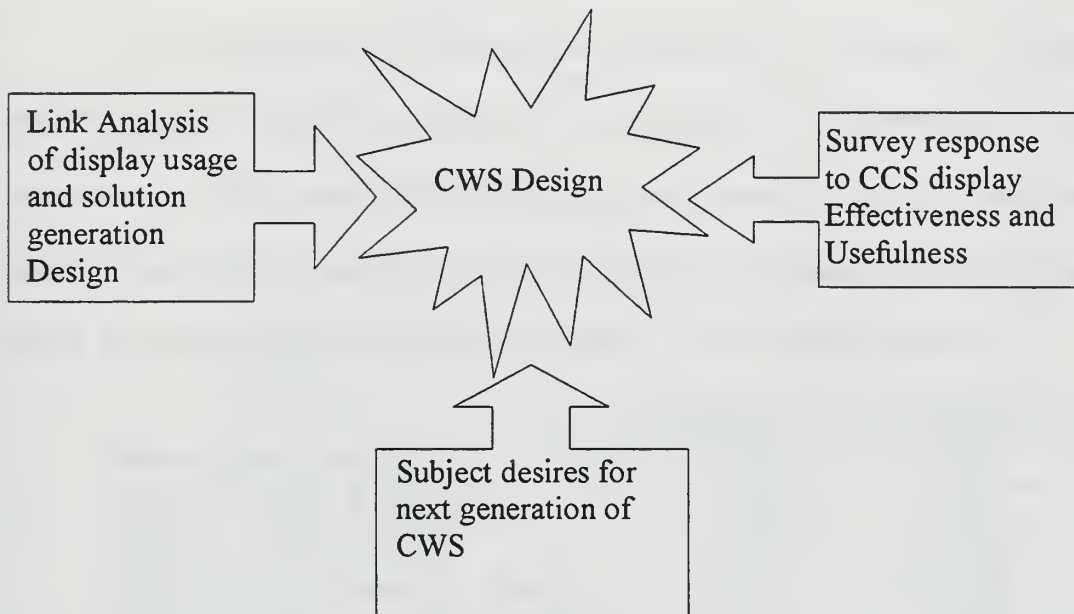 Link Analysis
of display usage
and solution
generation
Design
CWS Design
Survey response
to CCS display
Effectiveness and
Usefulness
Subject desires for
next generation of
CWS